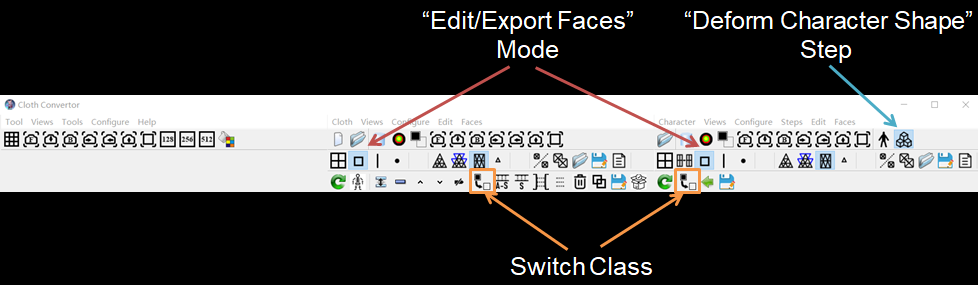 “Edit/Export Faces”
Mode
“Deform Character Shape”
Step
Cloth Convertor
Tool Views Tools Configure Help
Cloth Views Configure Edit Faces
Character Views Configure Steps Edit Faces
128 256 512
A-S S
Switch Class